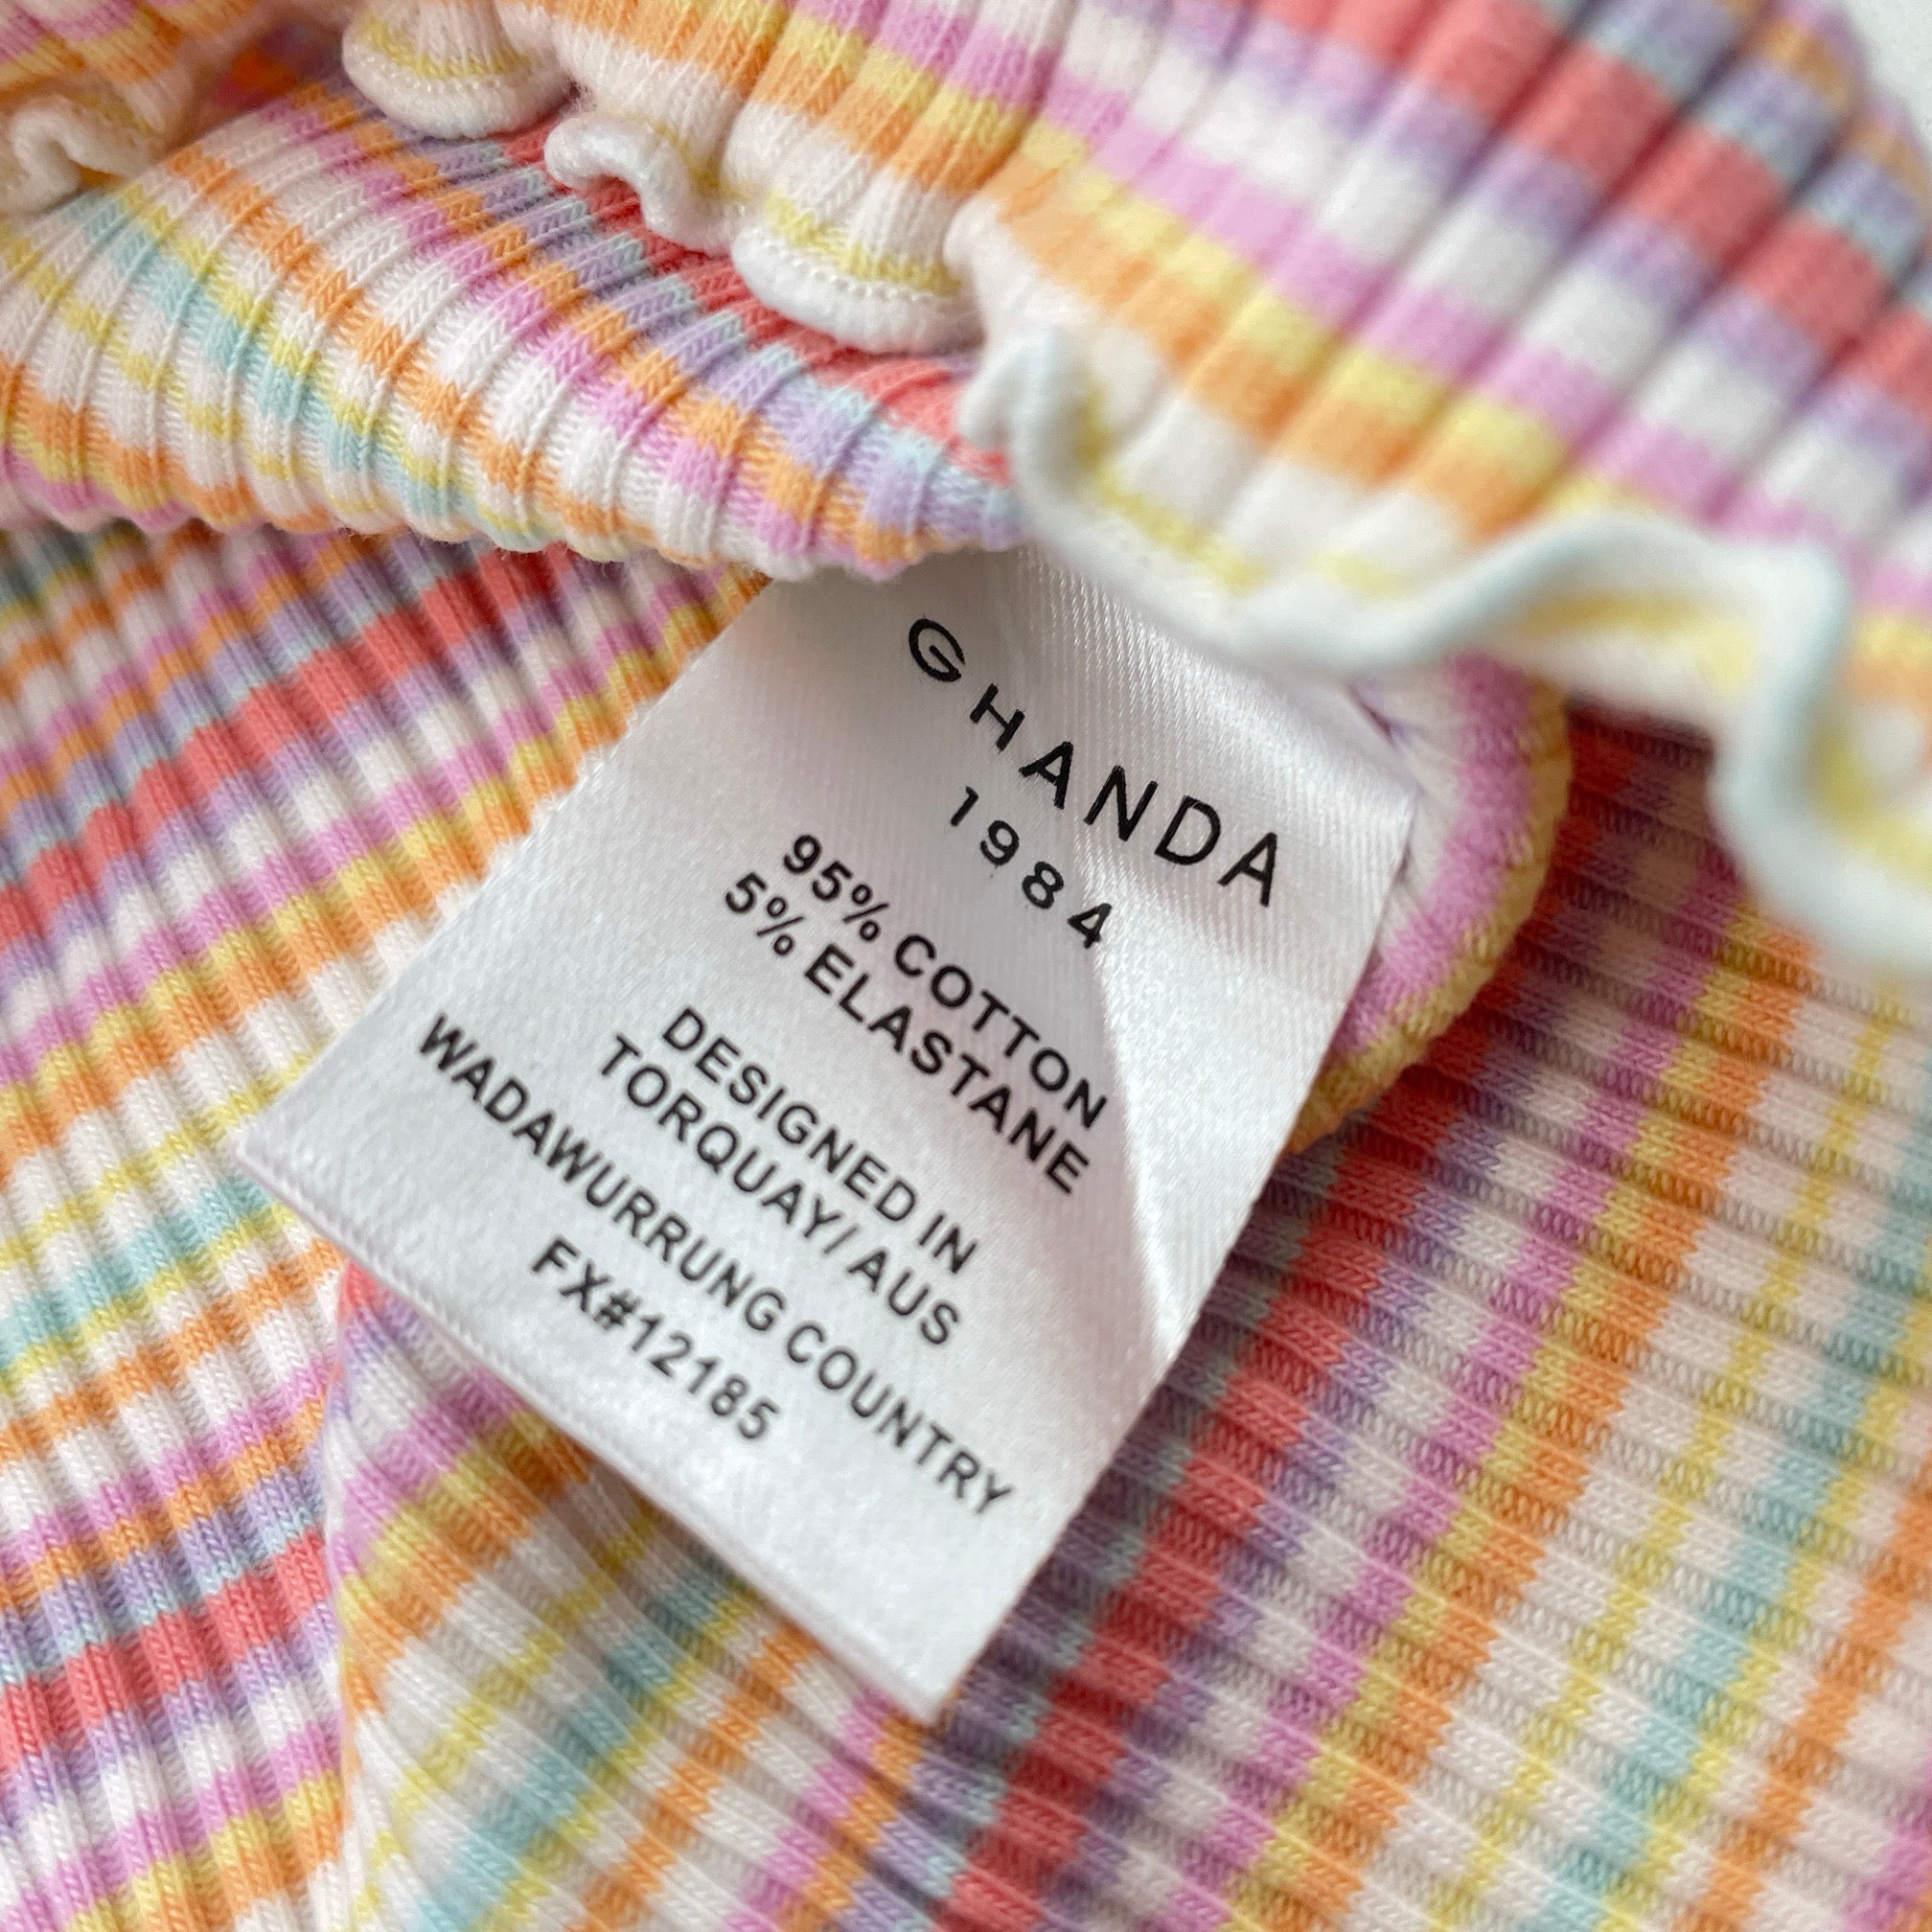 GHANDA
1984
95% COTTON
5% ELASTANE
DESIGNED IN
TORQUAY/ AUS
WADAWURRUNG COUNTRY
FX#12185